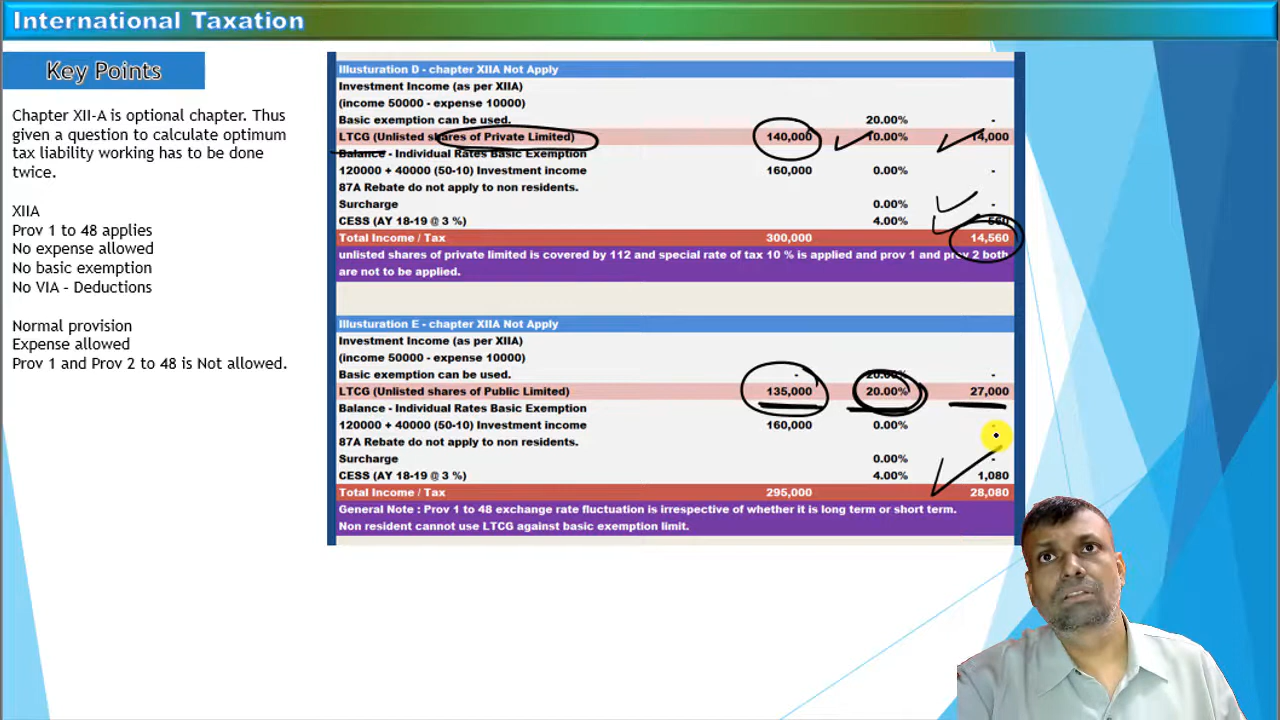 International Taxation
Key Points
Chapter XII-A is optional chapter. Thus
given a question to calculate optimum
tax liability working has to be done
twice.
XIIA
Prov 1 to 48 applies
No expense allowed
No basic exemption
No VIA – Deductions
Normal provision
Expense allowed
Prov 1 and Prov 2 to 48 is Not allowed.
Illusturation D - chapter XIIA Not Apply
Investment Income (as per XIIA)
(income 50000 - expense 10000)
Basic exemption can be used. 20.00% -
LTCG (Unlisted shares of Private Limited) 140,000 10.00% 14,000
Balance - Individual Rates Basic Exemption
120000 + 40000 (50-10) Investment income 160,000 0.00% -
87A Rebate do not apply to non residents.
Surcharge 0.00% -
CESS (AY 18-19 @ 3 %) 4.00% 560
Total Income / Tax 300,000 14,560
unlisted shares of private limited is covered by 112 and special rate of tax 10 % is applied and prov 1 and prov 2 both
are not to be applied.
Illusturation E - chapter XIIA Not Apply
Investment Income (as per XIIA)
(income 50000 - expense 10000)
Basic exemption can be used. - 20.00% -
LTCG (Unlisted shares of Public Limited) 135,000 20.00% 27,000
Balance - Individual Rates Basic Exemption
120000 + 40000 (50-10) Investment income 160,000 0.00% -
87A Rebate do not apply to non residents.
Surcharge 0.00% -
CESS (AY 18-19 @ 3 %) 4.00% 1,080
Total Income / Tax 295,000 28,080
General Note : Prov 1 to 48 exchange rate fluctuation is irrespective of whether it is long term or short term.
Non resident cannot use LTCG against basic exemption limit.